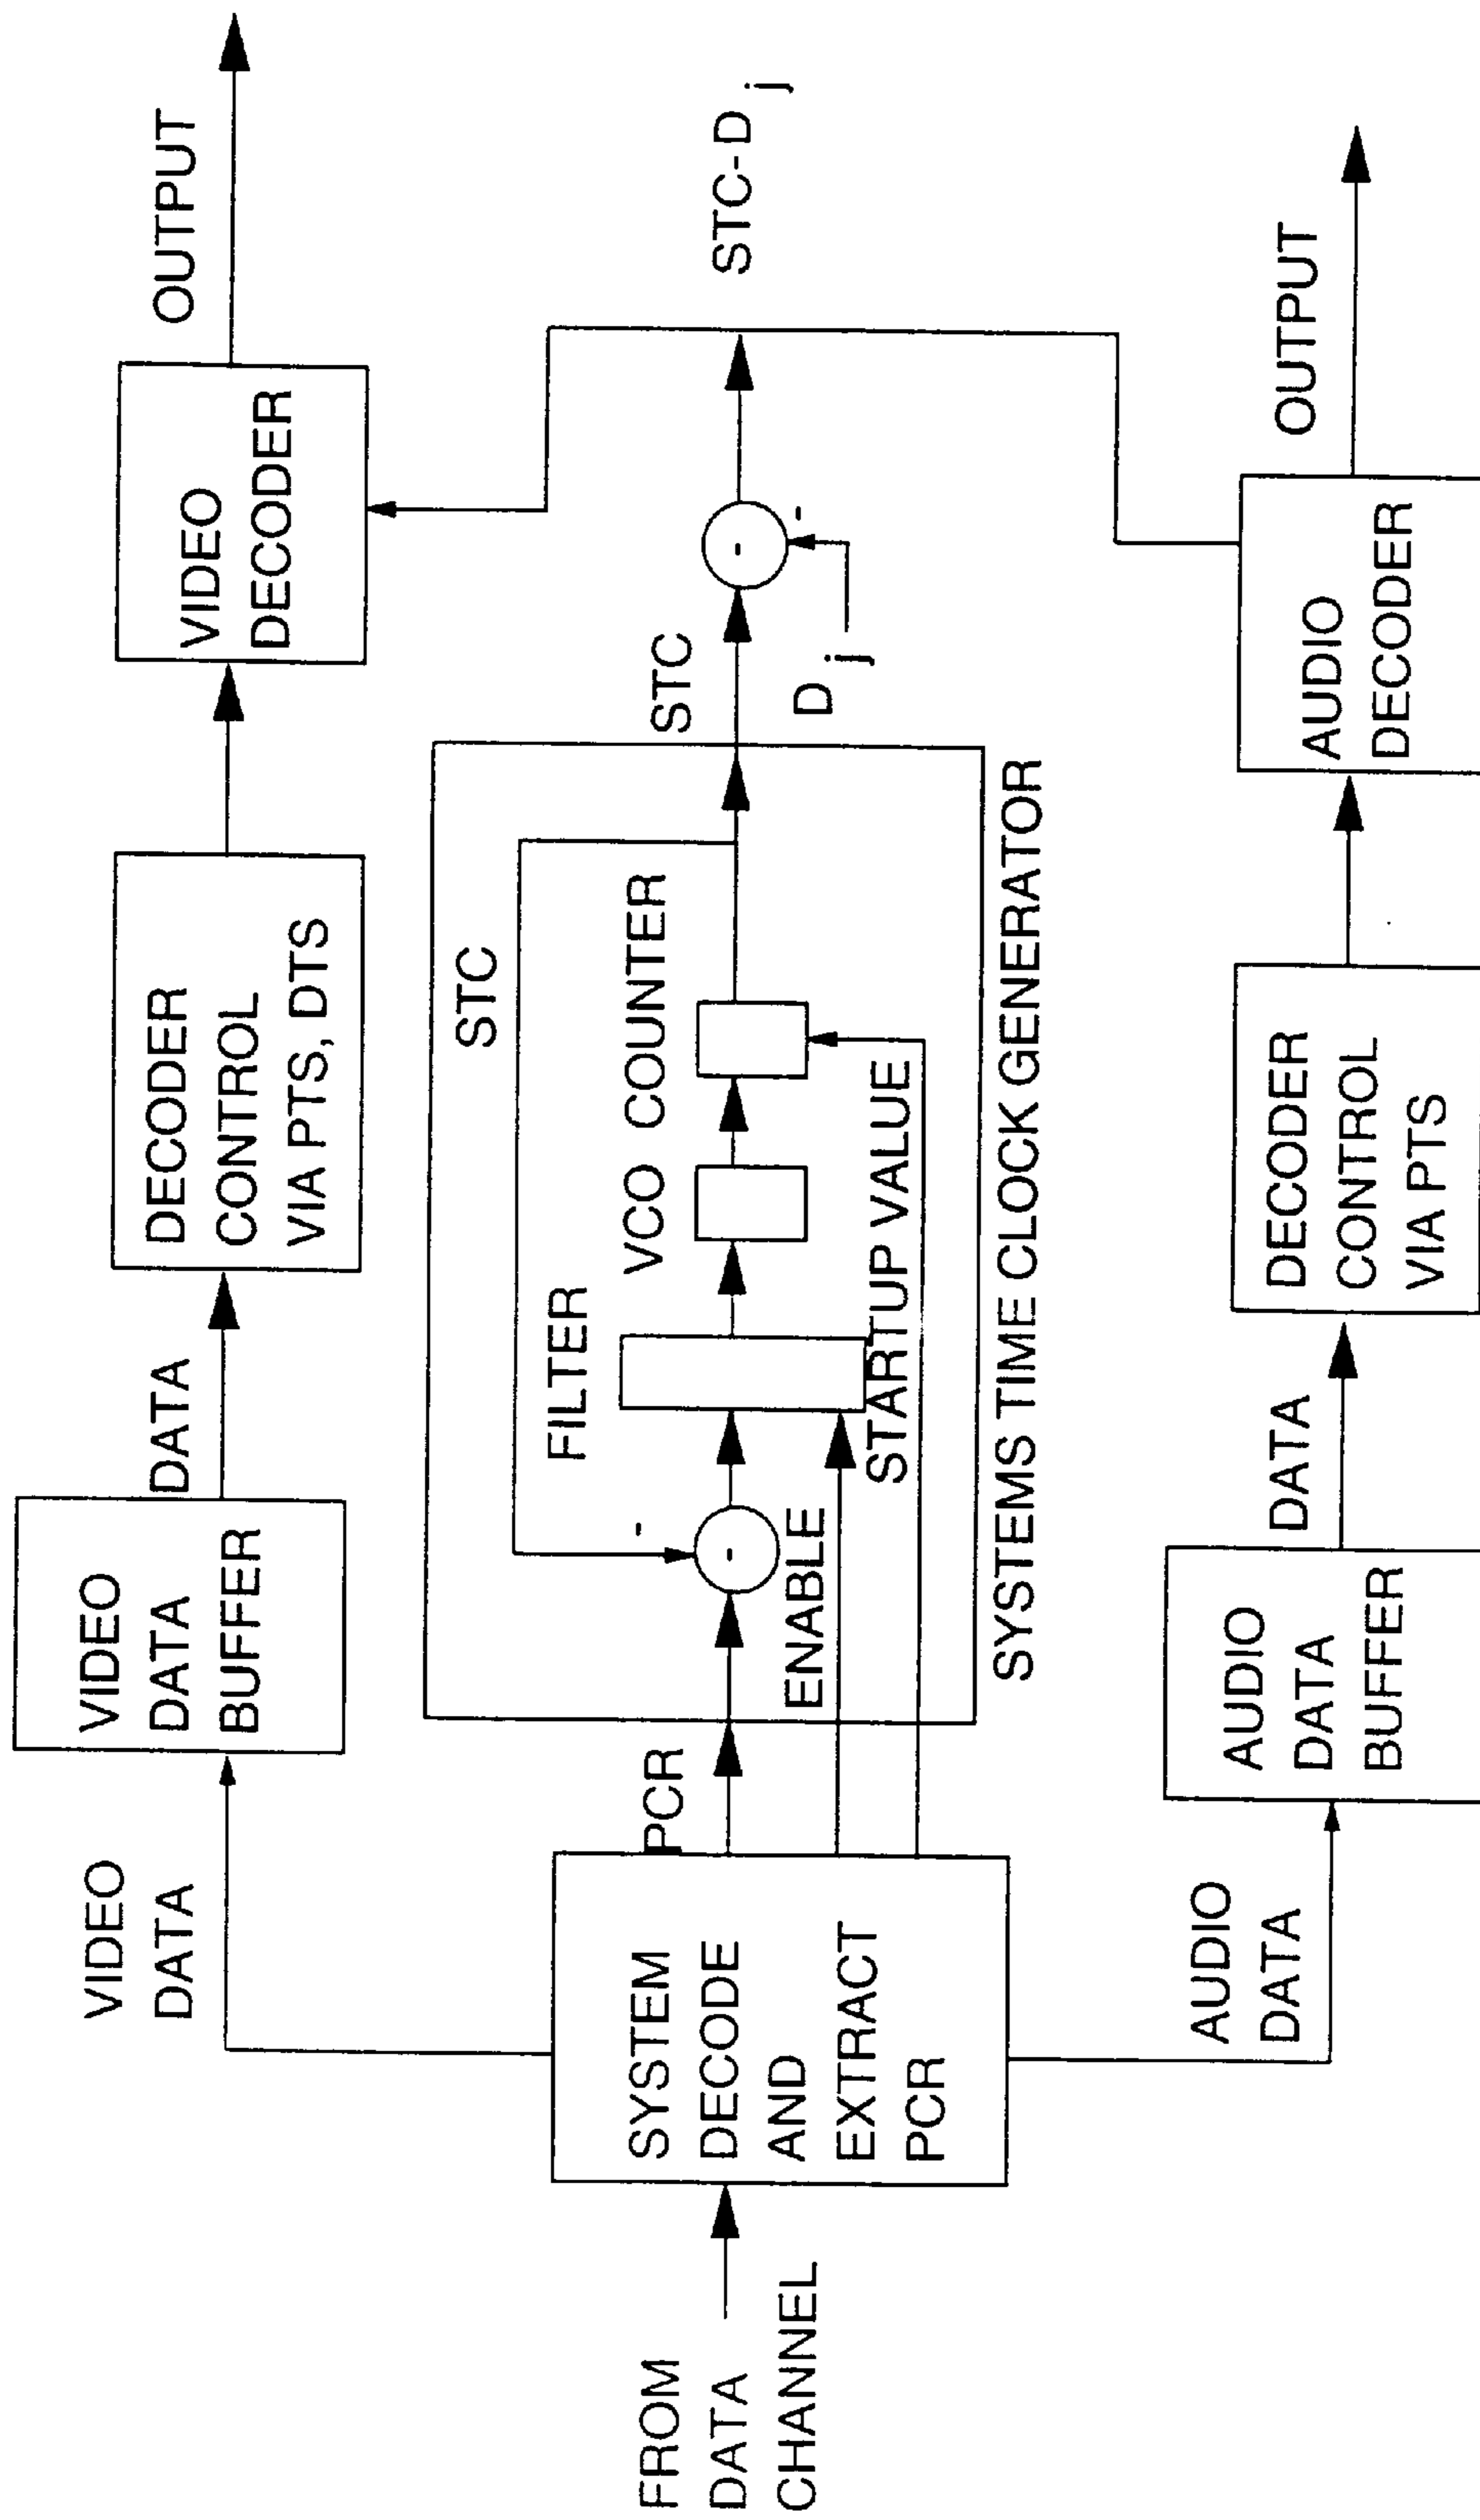 VIDEO
DATA
VIDEO
DATA
BUFFER
DATA
DECODER
CONTROL
VIA PTS, DTS
VIDEO
DECODER
OUTPUT
FROM
DATA
CHANNEL
SYSTEM
DECODE
AND
EXTRACT
PCR
PCR
STC
-
-
FILTER
VCO COUNTER
ENABLE
STARTUP VALUE
SYSTEMS TIME CLOCK GENERATOR
STC
-
-
D j
STC-D j
AUDIO
DATA
AUDIO
DATA
BUFFER
DATA
DECODER
CONTROL
VIA PTS
AUDIO
DECODER
OUTPUT